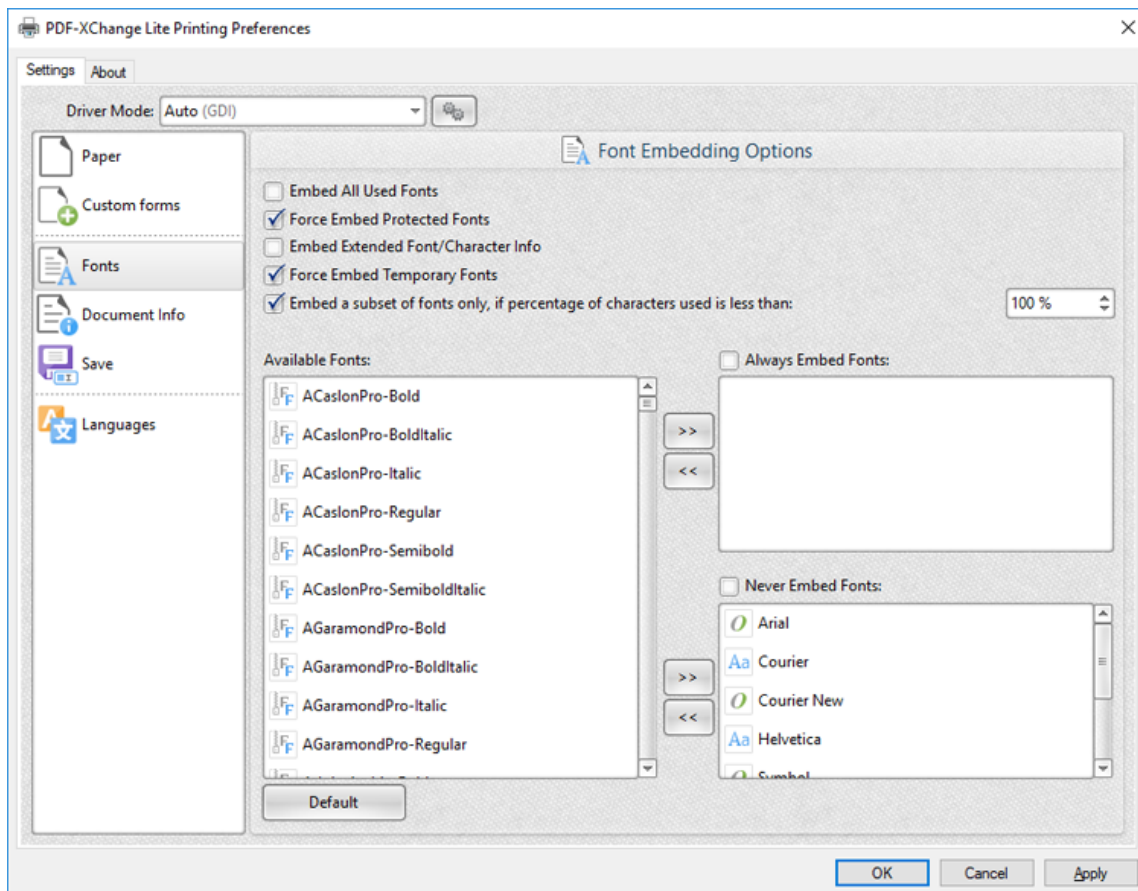 PDF-XChange Lite Printing Preferences
Settings
About
Driver Mode: Auto (GDI)
Paper
Custom forms
Fonts
Document Info
Save
Languages
Font Embedding Options
Embed All Used Fonts
Force Embed Protected Fonts
Embed Extended Font/Character Info
Force Embed Temporary Fonts
Embed a subset of fonts only, if percentage of characters used is less than: 100 %
Available Fonts:
ACaslonPro-Bold
ACaslonPro-BoldItalic
ACaslonPro-Italic
ACaslonPro-Regular
ACaslonPro-Semibold
ACaslonPro-SemiboldItalic
AGaramondPro-Bold
AGaramondPro-BoldItalic
AGaramondPro-Italic
AGaramondPro-Regular
>>
<<
>>
<<
Always Embed Fonts:
Never Embed Fonts:
Arial
Courier
Courier New
Helvetica
Symbol
Default
OK
Cancel
Apply